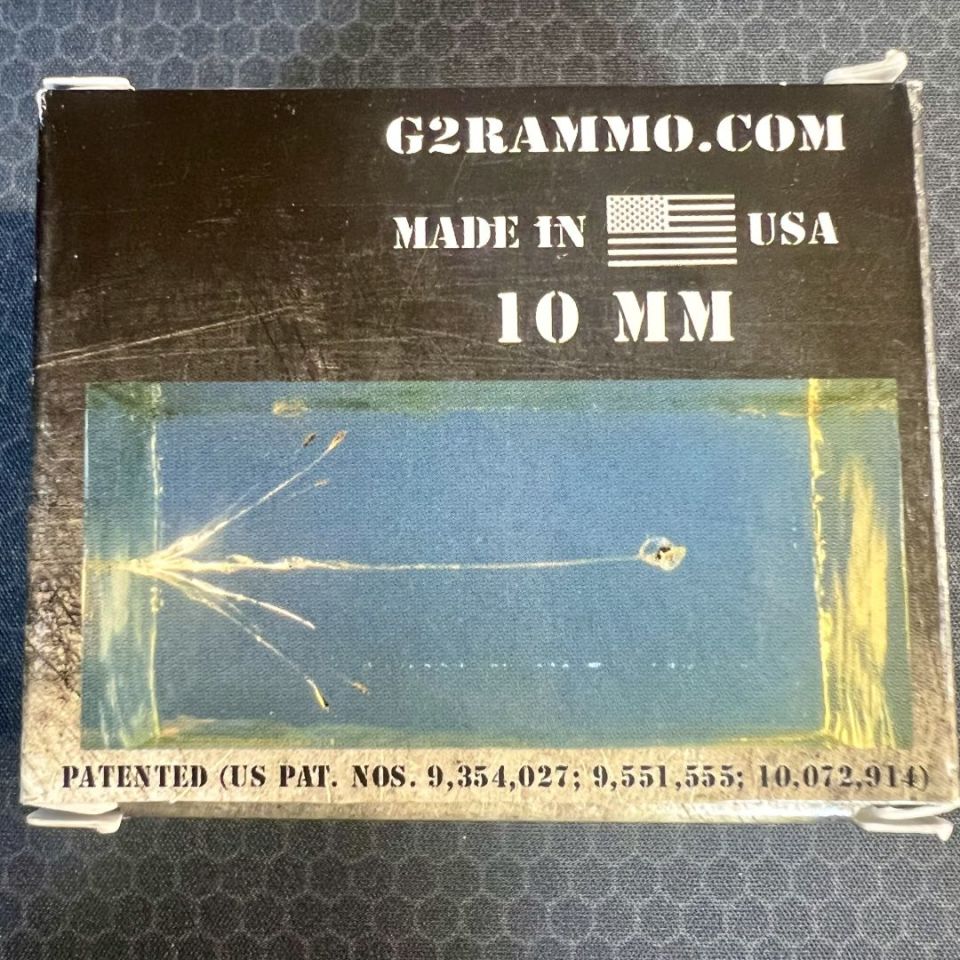 G2RAMMO.COM
MADE IN USA
10 MM
PATENTED (US PAT. NOS. 9,354,027; 9,551,555; 10,072,914)